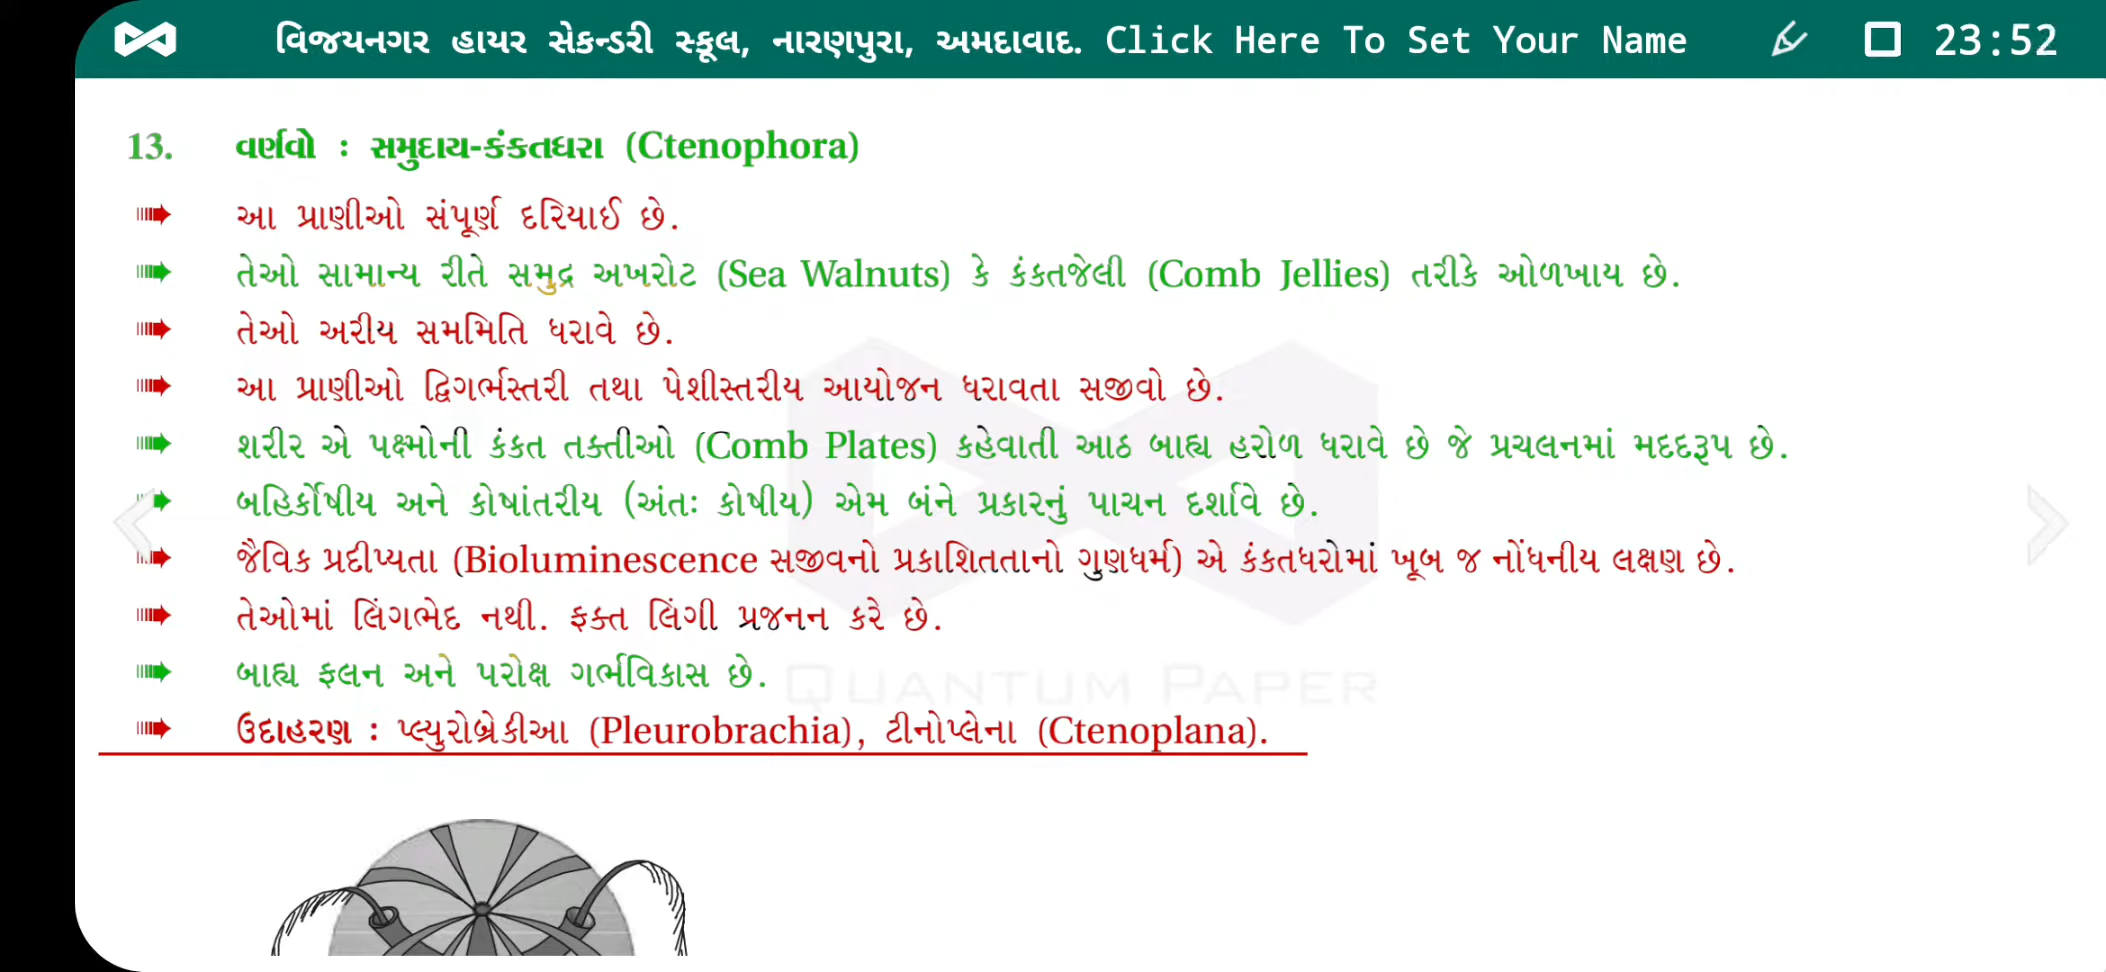 વિજયનગર હાયર સેકન્ડરી સ્કૂલ, નારણપુરા, અમદાવાદ. Click Here To Set Your Name 23:52
13. વર્ણવો : સમુદાય-કંકતધરા (Ctenophora)
આ પ્રાણીઓ સંપૂર્ણ દરિયાઈ છે.
તેઓ સામાન્ય રીતે સમુદ્ર અખરોટ (Sea Walnuts) કે કંકતજેલી (Comb Jellies) તરીકે ઓળખાય છે.
તેઓ અરીય સમમિતિ ધરાવે છે.
આ પ્રાણીઓ દ્વિગર્ભસ્તરી તથા પેશીસ્તરીય આયોજન ધરાવતા સજીવો છે.
શરીર એ પક્ષ્મોની કંકત તક્તીઓ (Comb Plates) કહેવાતી આઠ બાહ્ય હરોળ ધરાવે છે જે પ્રચલનમાં મદદરૂપ છે.
બહિર્કોષીય અને કોષાંતરીય (અંતઃ કોષીય) એમ બંને પ્રકારનું પાચન દર્શાવે છે.
જૈવિક પ્રદીપ્યતા (Bioluminescence સજીવનો પ્રકાશિતતાનો ગુણધર્મ) એ કંકતધરોમાં ખૂબ જ નોંધનીય લક્ષણ છે.
તેઓમાં લિંગભેદ નથી. ફક્ત લિંગી પ્રજનન કરે છે.
બાહ્ય ફલન અને પરોક્ષ ગર્ભવિકાસ છે.
QUANTUM PAPER
ઉદાહરણ : પ્લ્યુરોબ્રેકીઆ (Pleurobrachia), ટીનોપ્લેના (Ctenoplana).